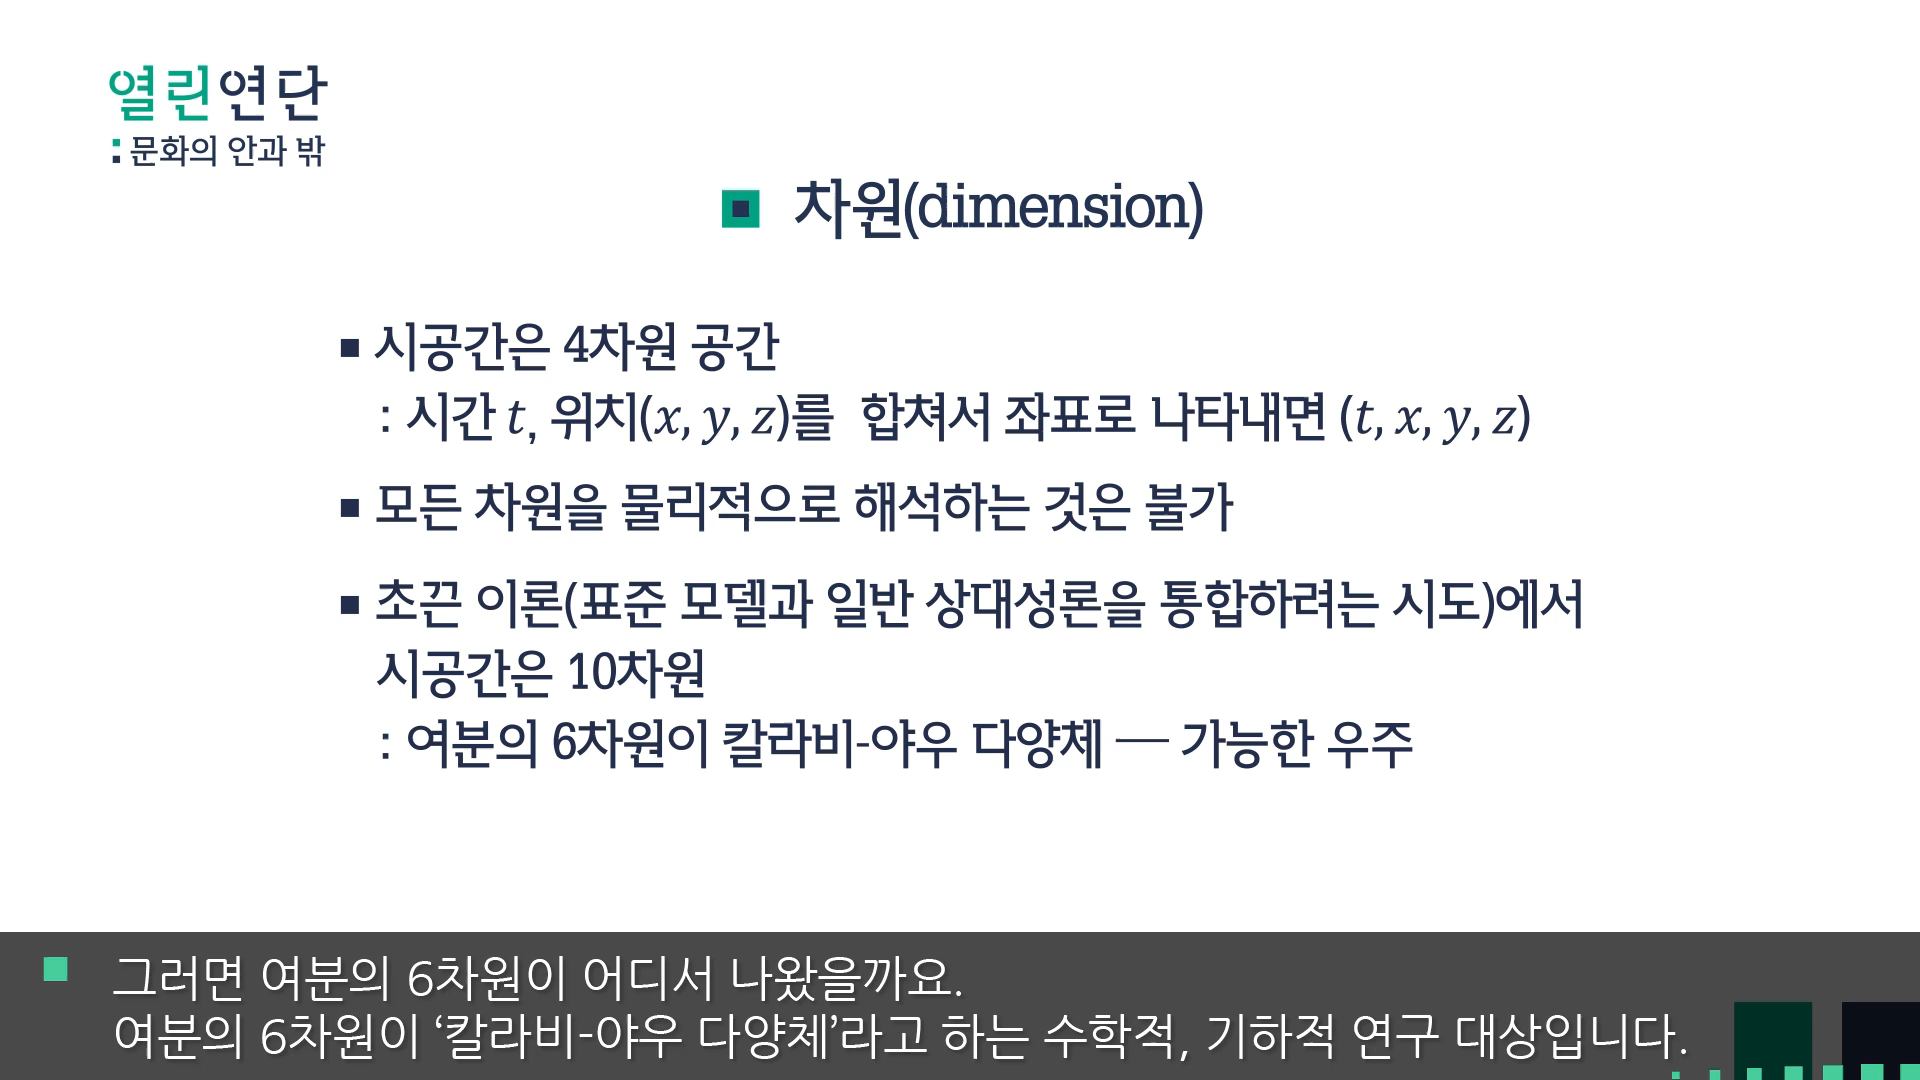 열린연단
: 문화의 안과 밖
차원(dimension)
▪ 시공간은 4차원 공간
: 시간 t, 위치(x, y, z)를 합쳐서 좌표로 나타내면 (t, x, y, z)
▪ 모든 차원을 물리적으로 해석하는 것은 불가
▪ 초끈 이론(표준 모델과 일반 상대성론을 통합하려는 시도)에서
시공간은 10차원
: 여분의 6차원이 칼라비-야우 다양체 — 가능한 우주
그러면 여분의 6차원이 어디서 나왔을까요.
여분의 6차원이 ‘칼라비-야우 다양체’라고 하는 수학적, 기하적 연구 대상입니다.